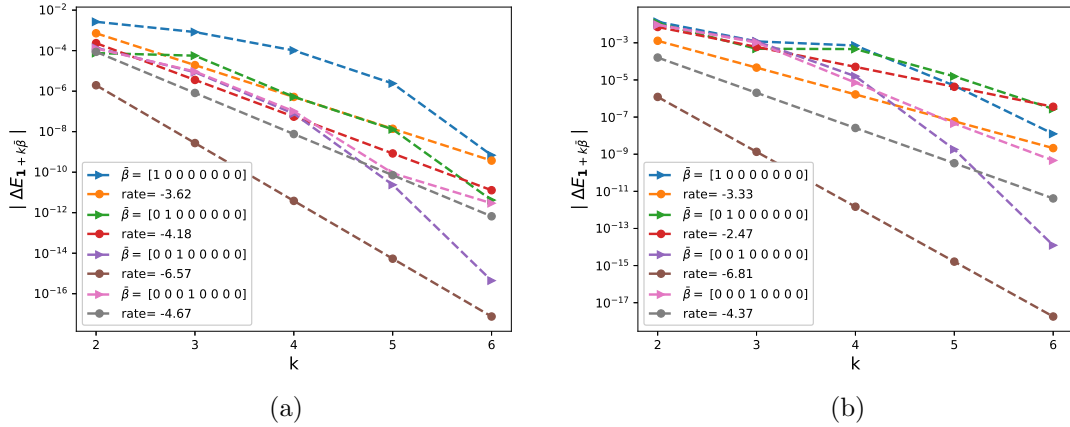 10^{-2}
10^{-4}
10^{-6}
10^{-8}
10^{-10}
10^{-12}
10^{-14}
10^{-16}
| ΔE_{1 + kβ̄} |
β̄ = [1 0 0 0 0 0 0 0]
rate= -3.62
β̄ = [0 1 0 0 0 0 0 0]
rate= -4.18
β̄ = [0 0 1 0 0 0 0 0]
rate= -6.57
β̄ = [0 0 0 1 0 0 0 0]
rate= -4.67
2 3 4 5 6
k
(a)
10^{-3}
10^{-5}
10^{-7}
10^{-9}
10^{-11}
10^{-13}
10^{-15}
10^{-17}
| ΔE_{1 + kβ̄} |
β̄ = [1 0 0 0 0 0 0 0]
rate= -3.33
β̄ = [0 1 0 0 0 0 0 0]
rate= -2.47
β̄ = [0 0 1 0 0 0 0 0]
rate= -6.81
β̄ = [0 0 0 1 0 0 0 0]
rate= -4.37
2 3 4 5 6
k
(b)